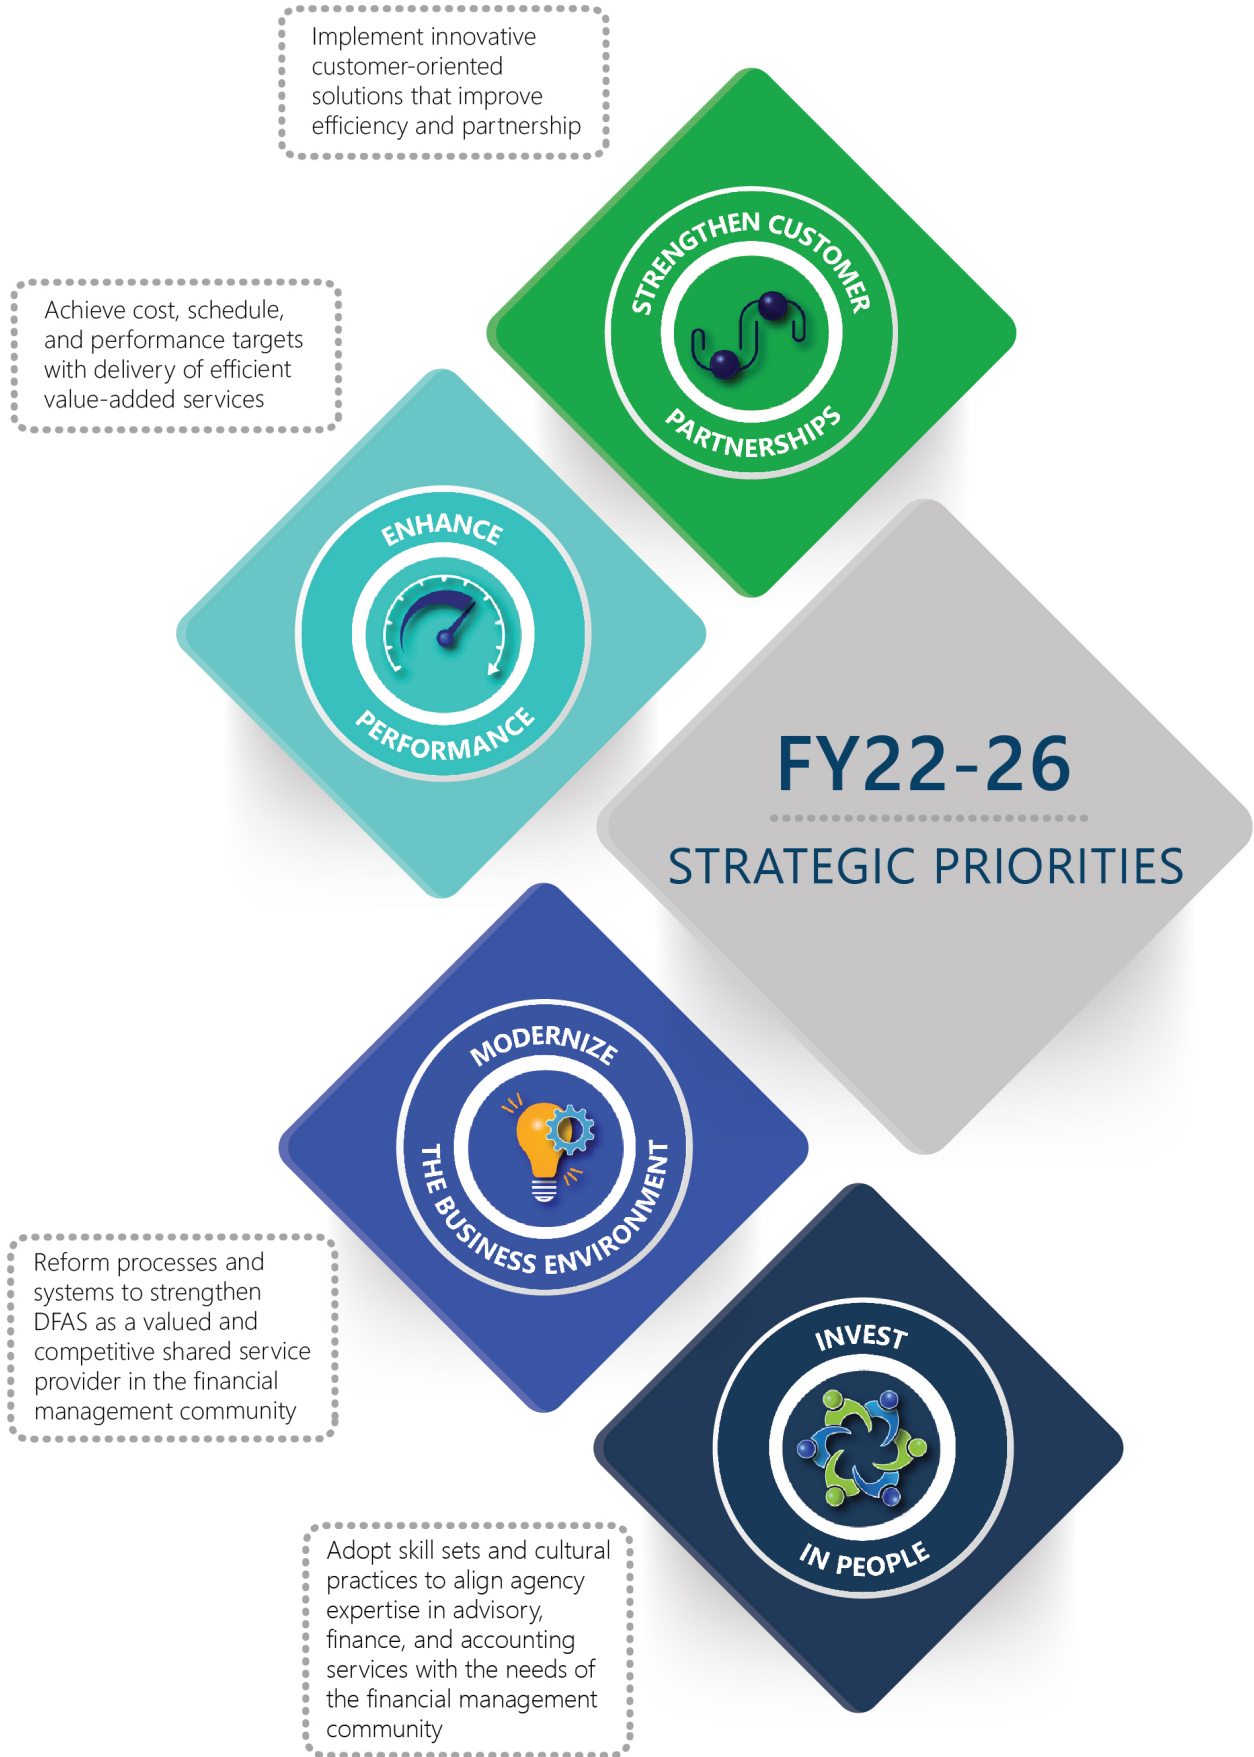 Implement innovative
customer-oriented
solutions that improve
efficiency and partnership
STRENGTHEN CUSTOMER
PARTNERSHIPS
Achieve cost, schedule,
and performance targets
with delivery of efficient
value-added services
ENHANCE
PERFORMANCE
FY22-26
STRATEGIC PRIORITIES
MODERNIZE
THE BUSINESS ENVIRONMENT
Reform processes and
systems to strengthen
DFAS as a valued and
competitive shared service
provider in the financial
management community
INVEST
IN PEOPLE
Adopt skill sets and cultural
practices to align agency
expertise in advisory,
finance, and accounting
services with the needs of
the financial management
community